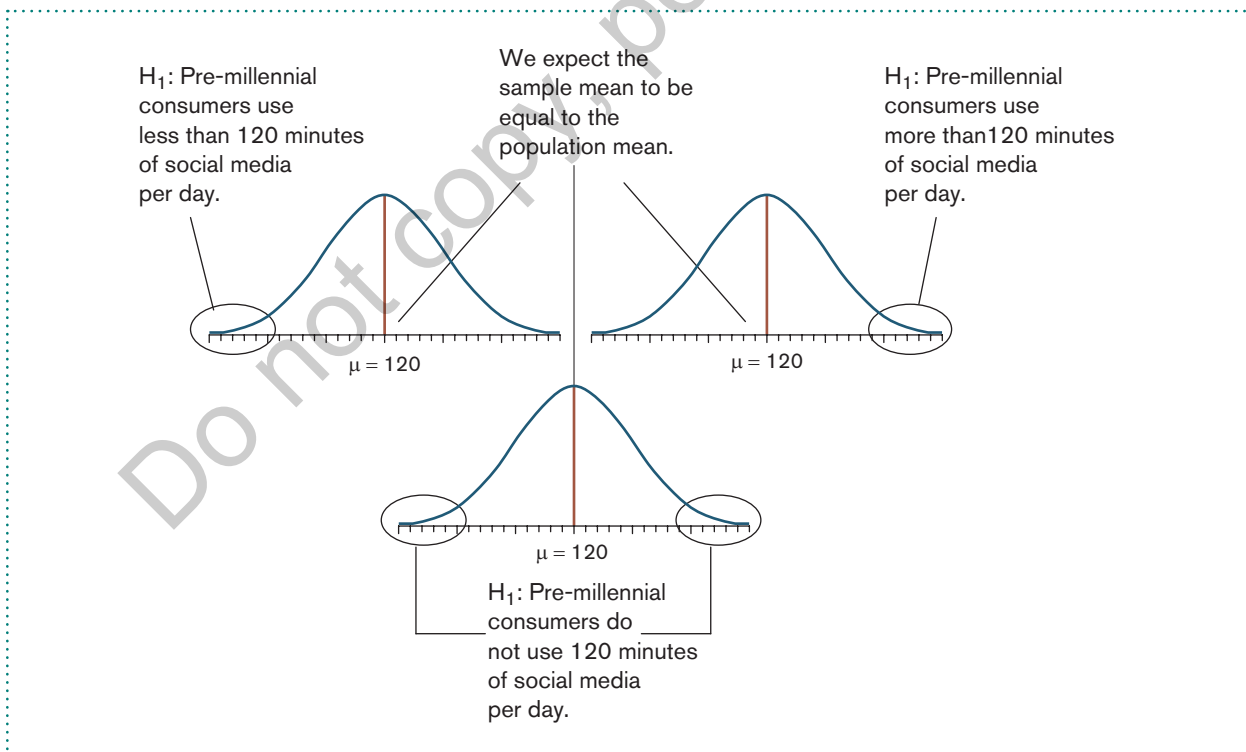 H₁: Pre-millennial
consumers use
less than 120 minutes
of social media
per day.
We expect the
sample mean to be
equal to the
population mean.
H₁: Pre-millennial
consumers use
more than120 minutes
of social media
per day.
μ = 120
μ = 120
μ = 120
H₁: Pre-millennial
consumers do
not use 120 minutes
of social media
per day.
Do not copy,